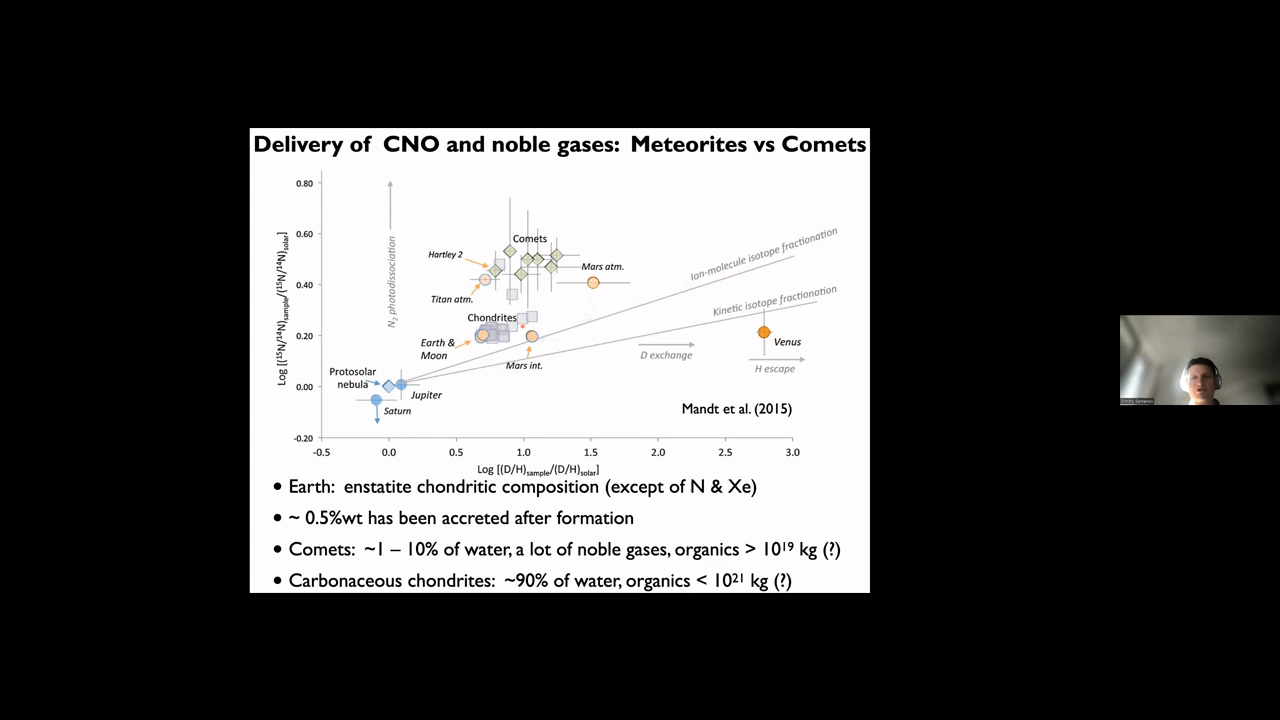 Delivery of CNO and noble gases: Meteorites vs Comets
Log [(¹⁵N/¹⁴N)sample/(¹⁵N/¹⁴N)solar]
0.80
0.60
0.40
0.20
0.00
-0.20
N₂ photodissociation
Comets
Hartley 2
Mars atm.
Titan atm.
Ion-molecule isotope fractionation
Kinetic isotope fractionation
Chondrites
Earth &
Moon
Mars int.
D exchange
Venus
H escape
Protosolar
nebula
Jupiter
Saturn
Mandt et al. (2015)
-0.5 0.0 0.5 1.0 1.5 2.0 2.5 3.0
Log [(D/H)sample/(D/H)solar]
• Earth: enstatite chondritic composition (except of N & Xe)
• ~ 0.5%wt has been accreted after formation
• Comets: ~1 – 10% of water, a lot of noble gases, organics > 10¹⁹ kg (?)
• Carbonaceous chondrites: ~90% of water, organics < 10²¹ kg (?)